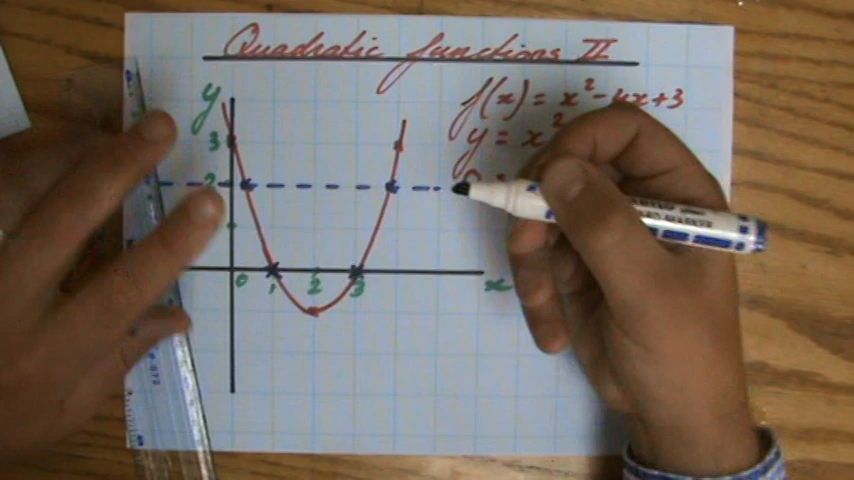 Quadratic functions II
y
f(x) = x²-4x+3
y = x²
3
2
0 1 2 3 x